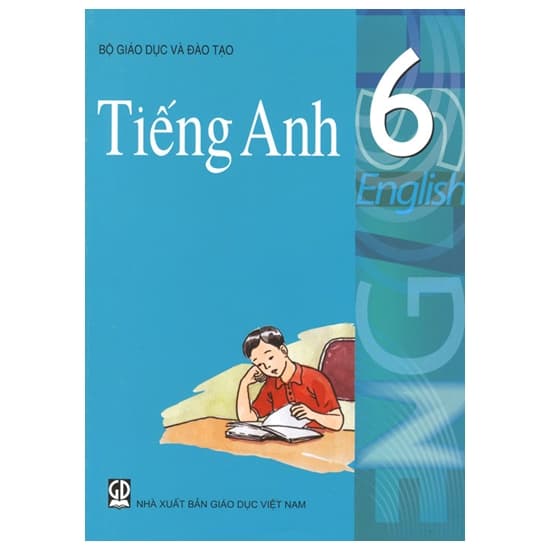 BỘ GIÁO DỤC VÀ ĐÀO TẠO
Tiếng Anh 6
English
ENGLISH
GD
NHÀ XUẤT BẢN GIÁO DỤC VIỆT NAM